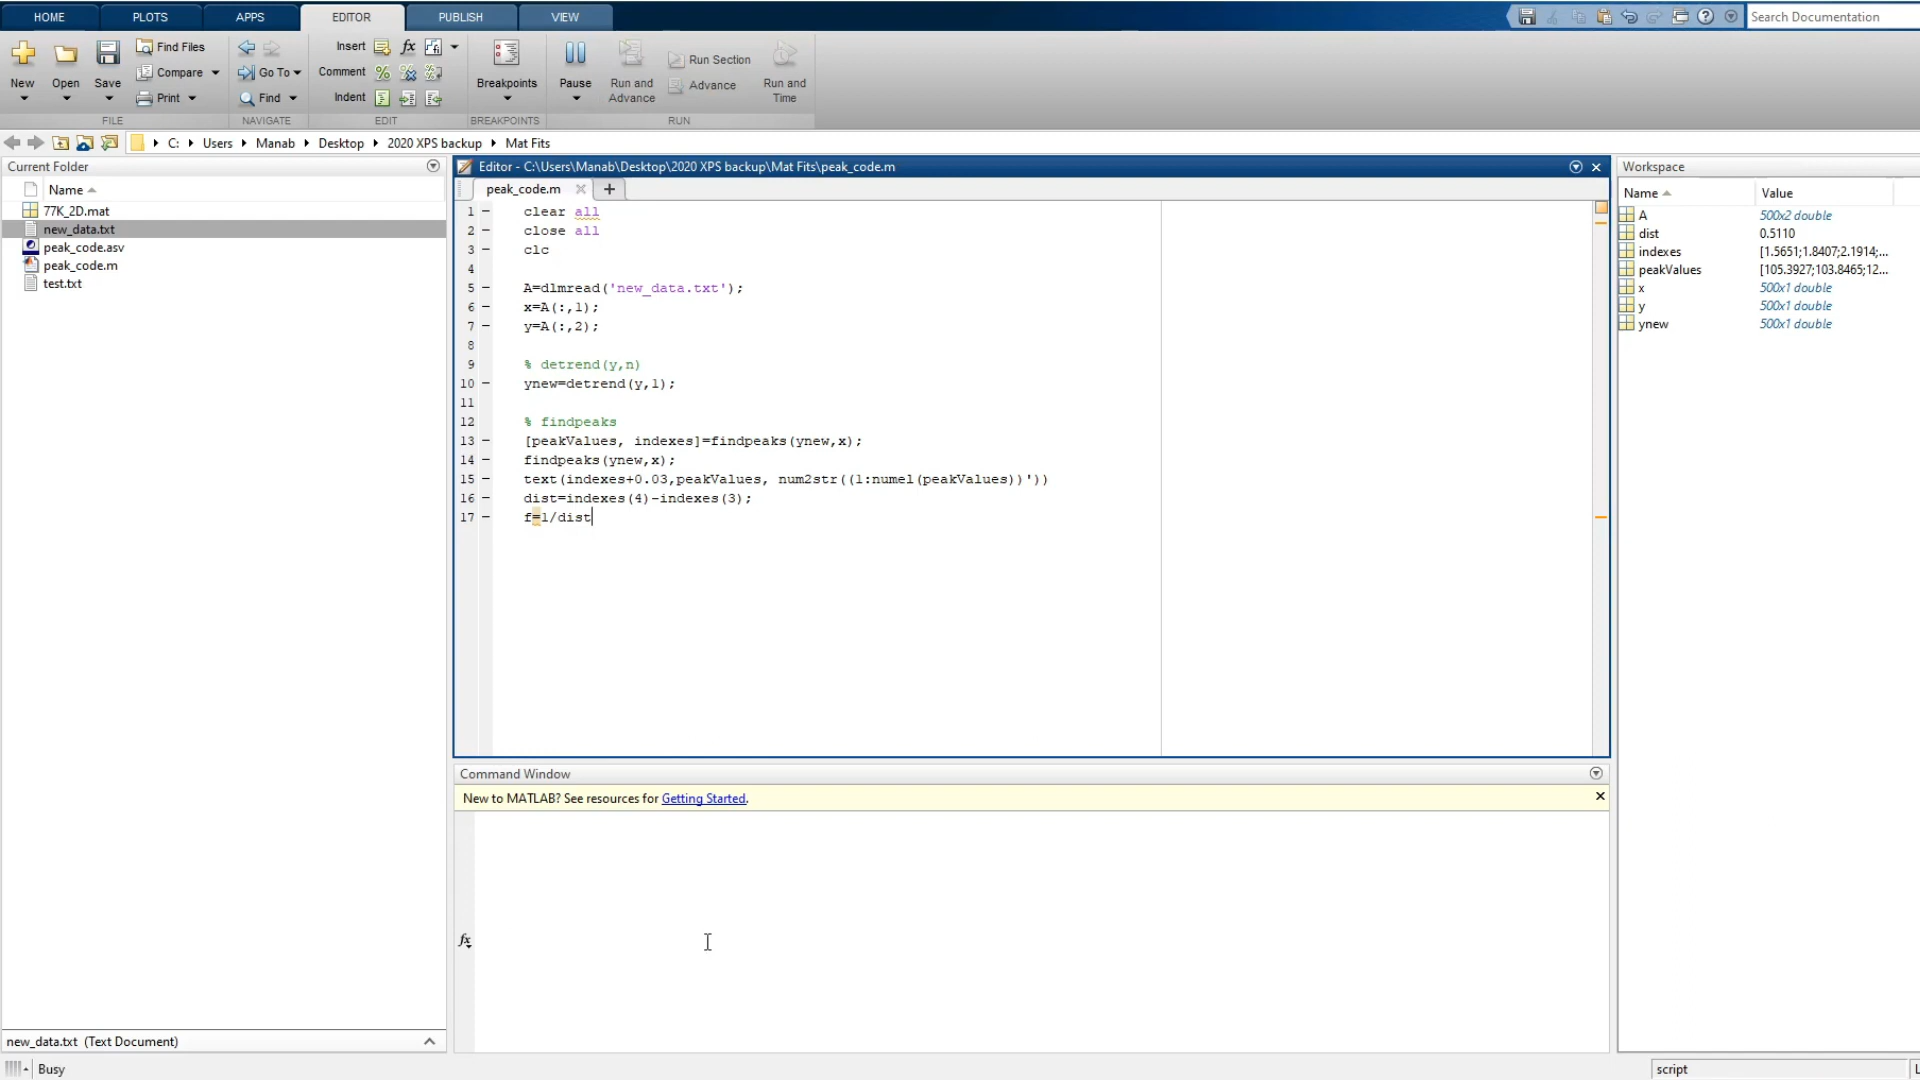 HOME PLOTS APPS EDITOR PUBLISH VIEW Search Documentation
New Open Save Find Files Compare Print
Go To Find
Insert fx
Comment
Indent
Breakpoints
Pause Run and Advance Run Section Advance Run and Time
FILE NAVIGATE EDIT BREAKPOINTS RUN
C: Users Manab Desktop 2020 XPS backup Mat Fits
Current Folder
Name
77K_2D.mat
new_data.txt
peak_code.asv
peak_code.m
test.txt
new_data.txt (Text Document)
Editor - C:\Users\Manab\Desktop\2020 XPS backup\Mat Fits\peak_code.m
peak_code.m
1 clear all
2 close all
3 clc
4
5 A=dlmread('new_data.txt');
6 x=A(:,1);
7 y=A(:,2);
8
9 % detrend(y,n)
10 ynew=detrend(y,1);
11
12 % findpeaks
13 [peakValues, indexes]=findpeaks(ynew,x);
14 findpeaks(ynew,x);
15 text(indexes+0.03,peakValues, num2str((1:numel(peakValues))'))
16 dist=indexes(4)-indexes(3);
17 f=1/dist
Command Window
New to MATLAB? See resources for Getting Started.
fx
Workspace
Name Value
A 500x2 double
dist 0.5110
indexes [1.5651;1.8407;2.1914;...
peakValues [105.3927;103.8465;12...
x 500x1 double
y 500x1 double
ynew 500x1 double
Busy
script